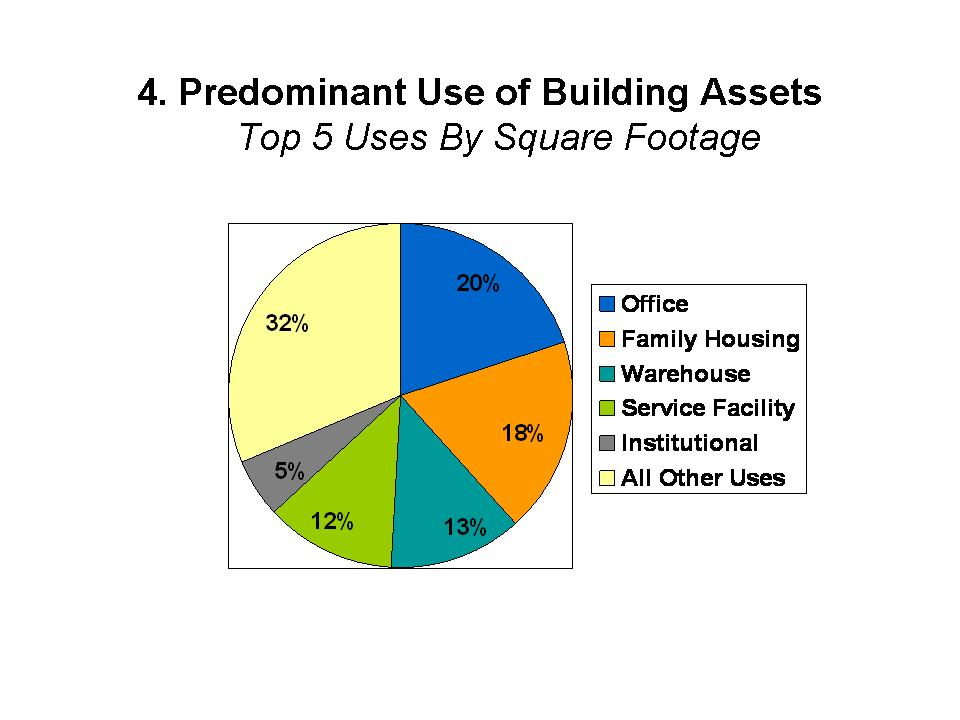 4. Predominant Use of Building Assets
Top 5 Uses By Square Footage
20%
32%
18%
5%
12%
13%
Office
Family Housing
Warehouse
Service Facility
Institutional
All Other Uses